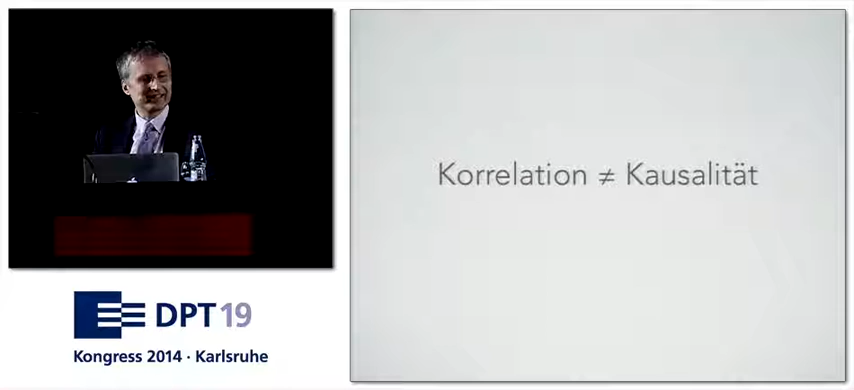 Korrelation ≠ Kausalität
DPT 19
Kongress 2014 · Karlsruhe